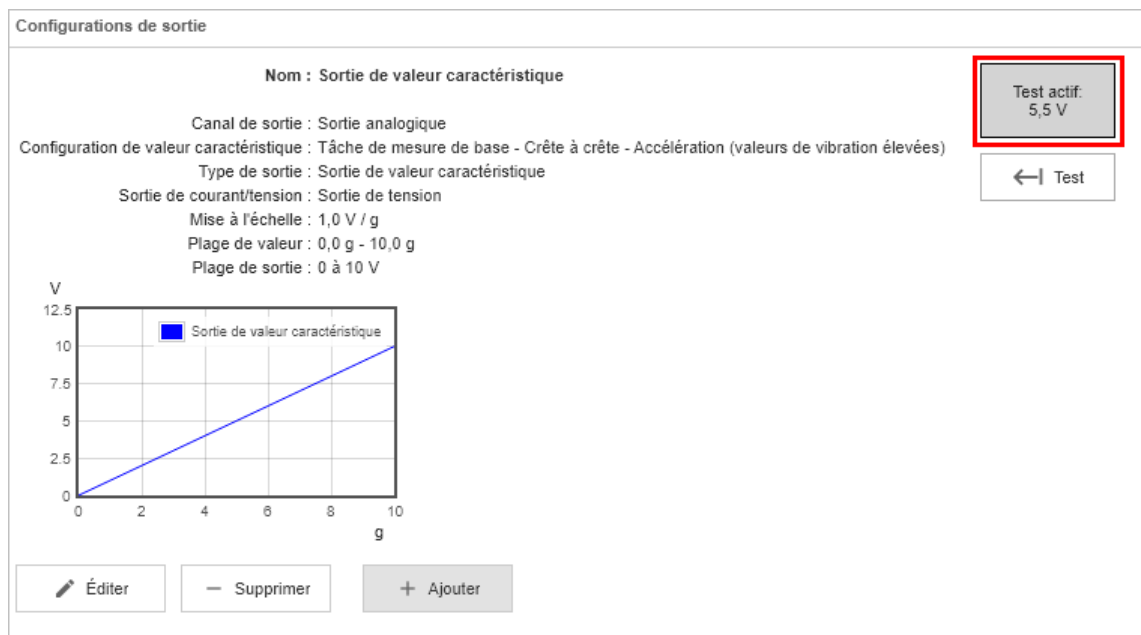 Configurations de sortie
Nom : Sortie de valeur caractéristique
Test actif:
5,5 V
Canal de sortie : Sortie analogique
Configuration de valeur caractéristique : Tâche de mesure de base - Crête à crête - Accélération (valeurs de vibration élevées)
Type de sortie : Sortie de valeur caractéristique
Test
Sortie de courant/tension : Sortie de tension
Mise à l'échelle : 1,0 V / g
Plage de valeur : 0,0 g - 10,0 g
Plage de sortie : 0 à 10 V
V
12.5
Sortie de valeur caractéristique
10
7.5
5
2.5
0
0 2 4 6 8 10
g
Éditer
Supprimer
Ajouter